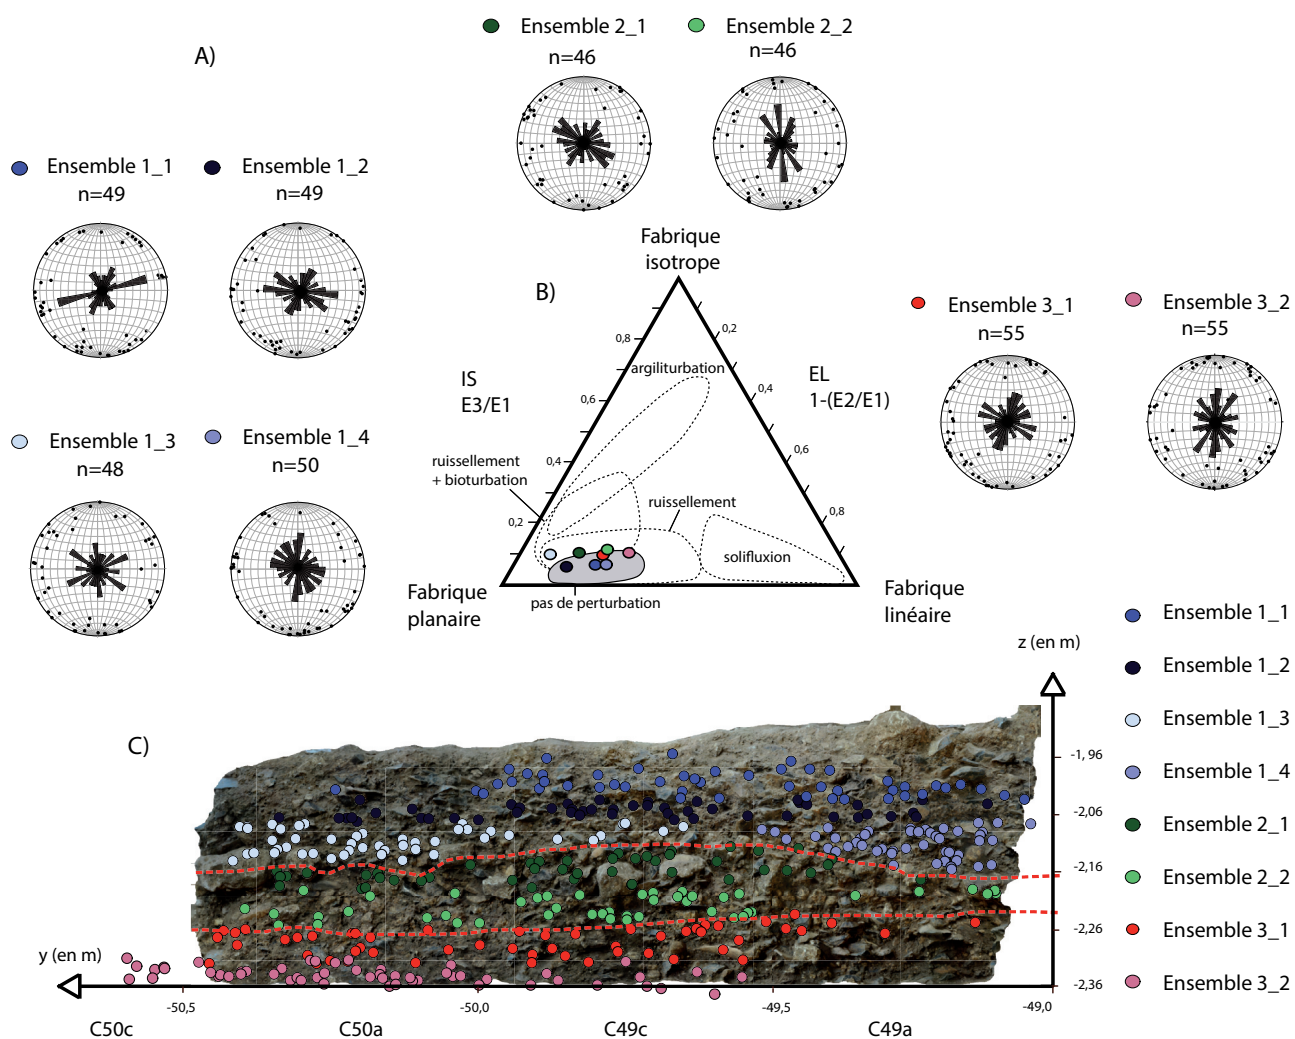 A)
Ensemble 2_1
n=46
Ensemble 2_2
n=46
Ensemble 1_1
n=49
Ensemble 1_2
n=49
Ensemble 1_3
n=48
Ensemble 1_4
n=50
B)
Fabrique
isotrope
IS
E3/E1
EL
1-(E2/E1)
0,8
0,6
0,4
0,2
0,2
0,4
0,6
0,8
argiliturbation
ruissellement
+ bioturbation
ruissellement
solifluxion
pas de perturbation
Fabrique
planaire
Fabrique
linéaire
Ensemble 3_1
n=55
Ensemble 3_2
n=55
Ensemble 1_1
Ensemble 1_2
Ensemble 1_3
Ensemble 1_4
Ensemble 2_1
Ensemble 2_2
Ensemble 3_1
Ensemble 3_2
C)
z (en m)
-1,96
-2,06
-2,16
-2,26
-2,36
y (en m)
-50,5
-50,0
-49,5
-49,0
C50c
C50a
C49c
C49a